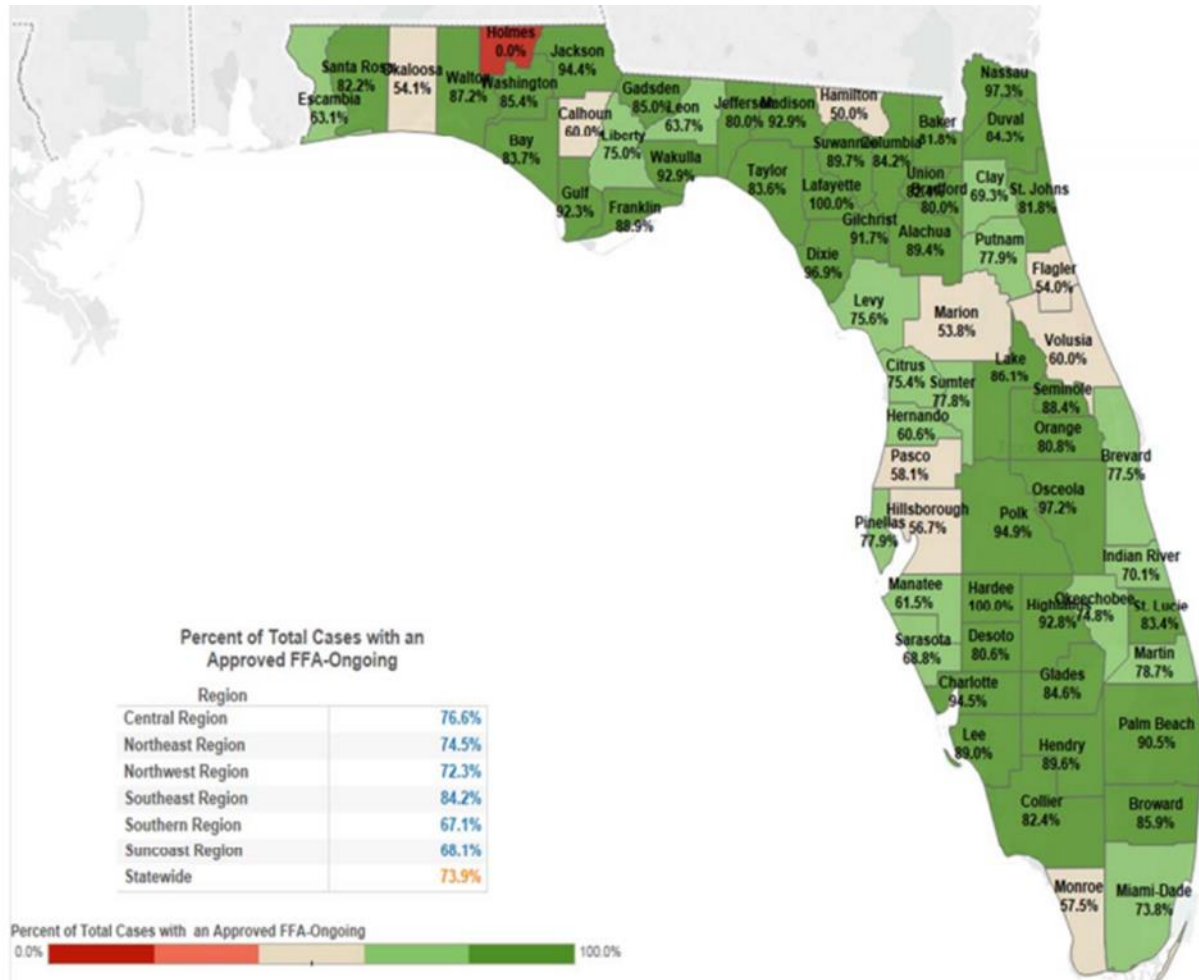 Holmes
0.0%
Jackson
94.4%
Santa Rosa
82.2%
Okaloosa
54.1%
Walton
87.2%
Washington
85.4%
Escambia
63.1%
Calhoun
60.0%
Gadsden
85.0%
Leon
63.7%
Liberty
75.0%
Bay
83.7%
Gulf
92.3%
Franklin
88.9%
Wakulla
92.9%
Jefferson
80.0%
Madison
92.9%
Hamilton
50.0%
Taylor
83.6%
Suwannee
89.7%
Columbia
84.2%
Lafayette
100.0%
Baker
81.8%
Nassau
97.3%
Duval
84.3%
Union
Bradford
80.0%
Clay
69.3%
St. Johns
81.8%
Gilchrist
91.7%
Alachua
89.4%
Dixie
96.9%
Putnam
77.9%
Flagler
54.0%
Levy
75.6%
Marion
53.8%
Volusia
60.0%
Lake
86.1%
Citrus
75.4%
Sumter
77.8%
Seminole
88.4%
Hernando
60.6%
Orange
80.8%
Brevard
77.5%
Pasco
58.1%
Osceola
97.2%
Polk
94.9%
Hillsborough
56.7%
Pinellas
77.9%
Indian River
70.1%
Manatee
61.5%
Hardee
100.0%
Highlands
92.8%
Okeechobee
74.8%
St. Lucie
83.4%
Sarasota
68.8%
Desoto
80.6%
Martin
78.7%
Charlotte
94.5%
Glades
84.6%
Palm Beach
90.5%
Lee
89.0%
Hendry
89.6%
Collier
82.4%
Broward
85.9%
Monroe
57.5%
Miami-Dade
73.8%
Percent of Total Cases with an
Approved FFA-Ongoing
Region
Central Region 76.6%
Northeast Region 74.5%
Northwest Region 72.3%
Southeast Region 84.2%
Southern Region 67.1%
Suncoast Region 68.1%
Statewide 73.9%
Percent of Total Cases with an Approved FFA-Ongoing
0.0% 100.0%